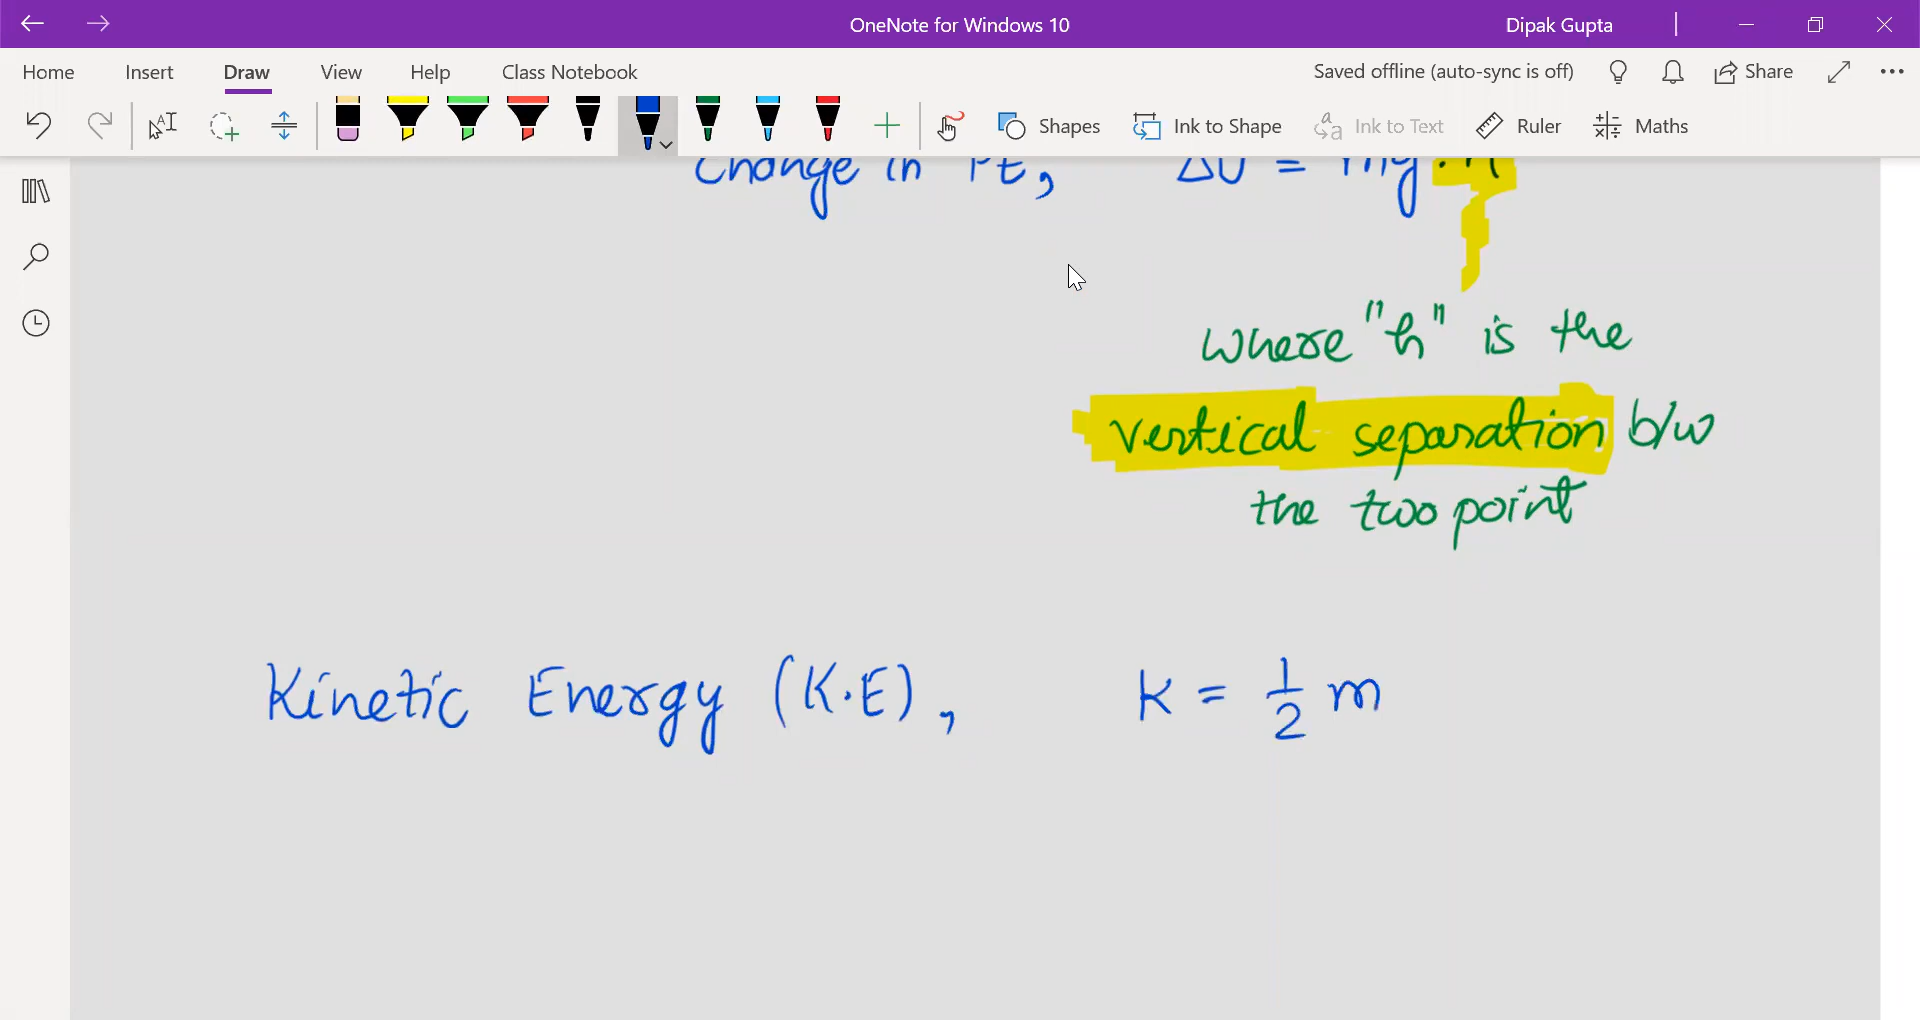 OneNote for Windows 10
Dipak Gupta
Home Insert Draw View Help Class Notebook
Saved offline (auto-sync is off) Share
Shapes Ink to Shape Ink to Text Ruler Maths
Change in PE, ΔU = mg.h
where "h" is the
vertical separation b/w
the two point
Kinetic Energy (K.E), K = 1/2 m